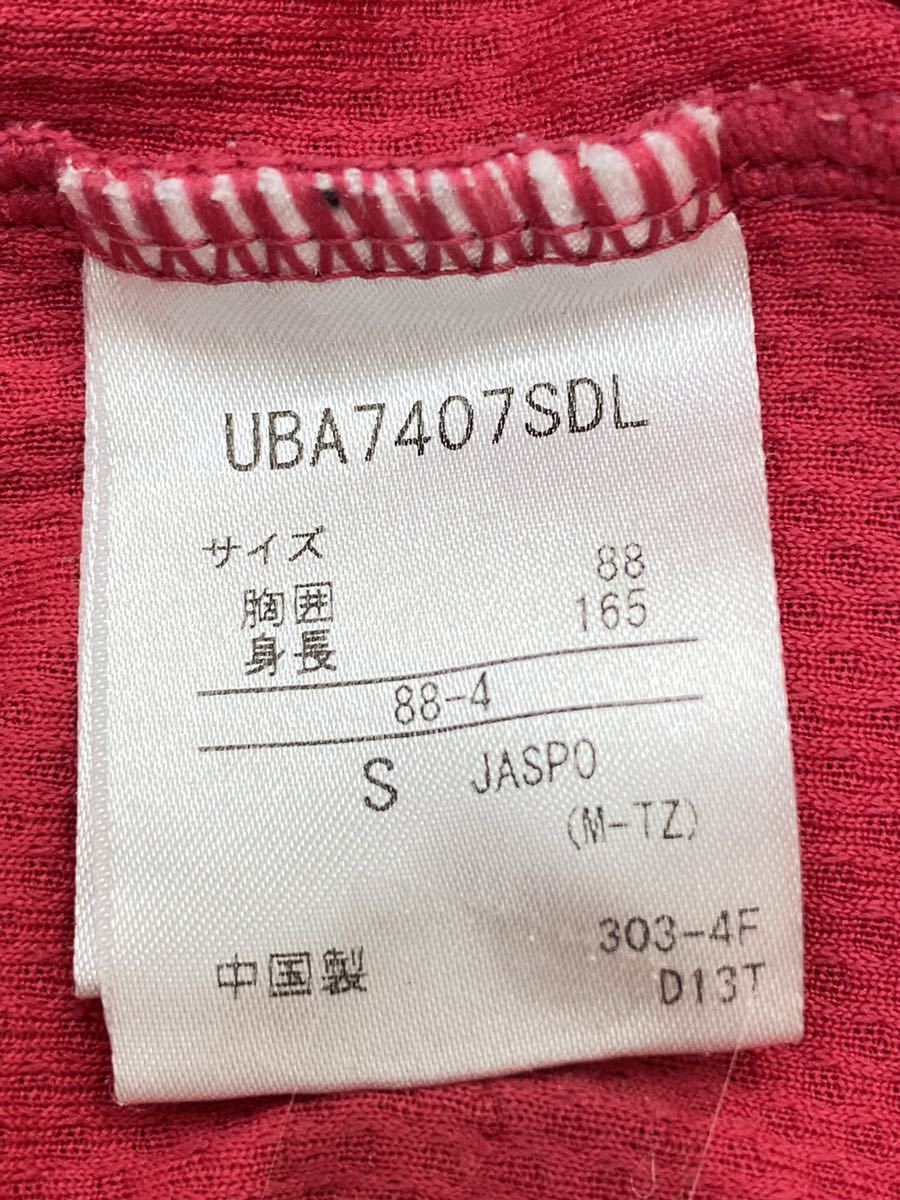 UBA7407SDL
サイズ
胸囲 88
身長 165
88-4
S JASPO
(M-TZ)
303-4F
中国製 D13T